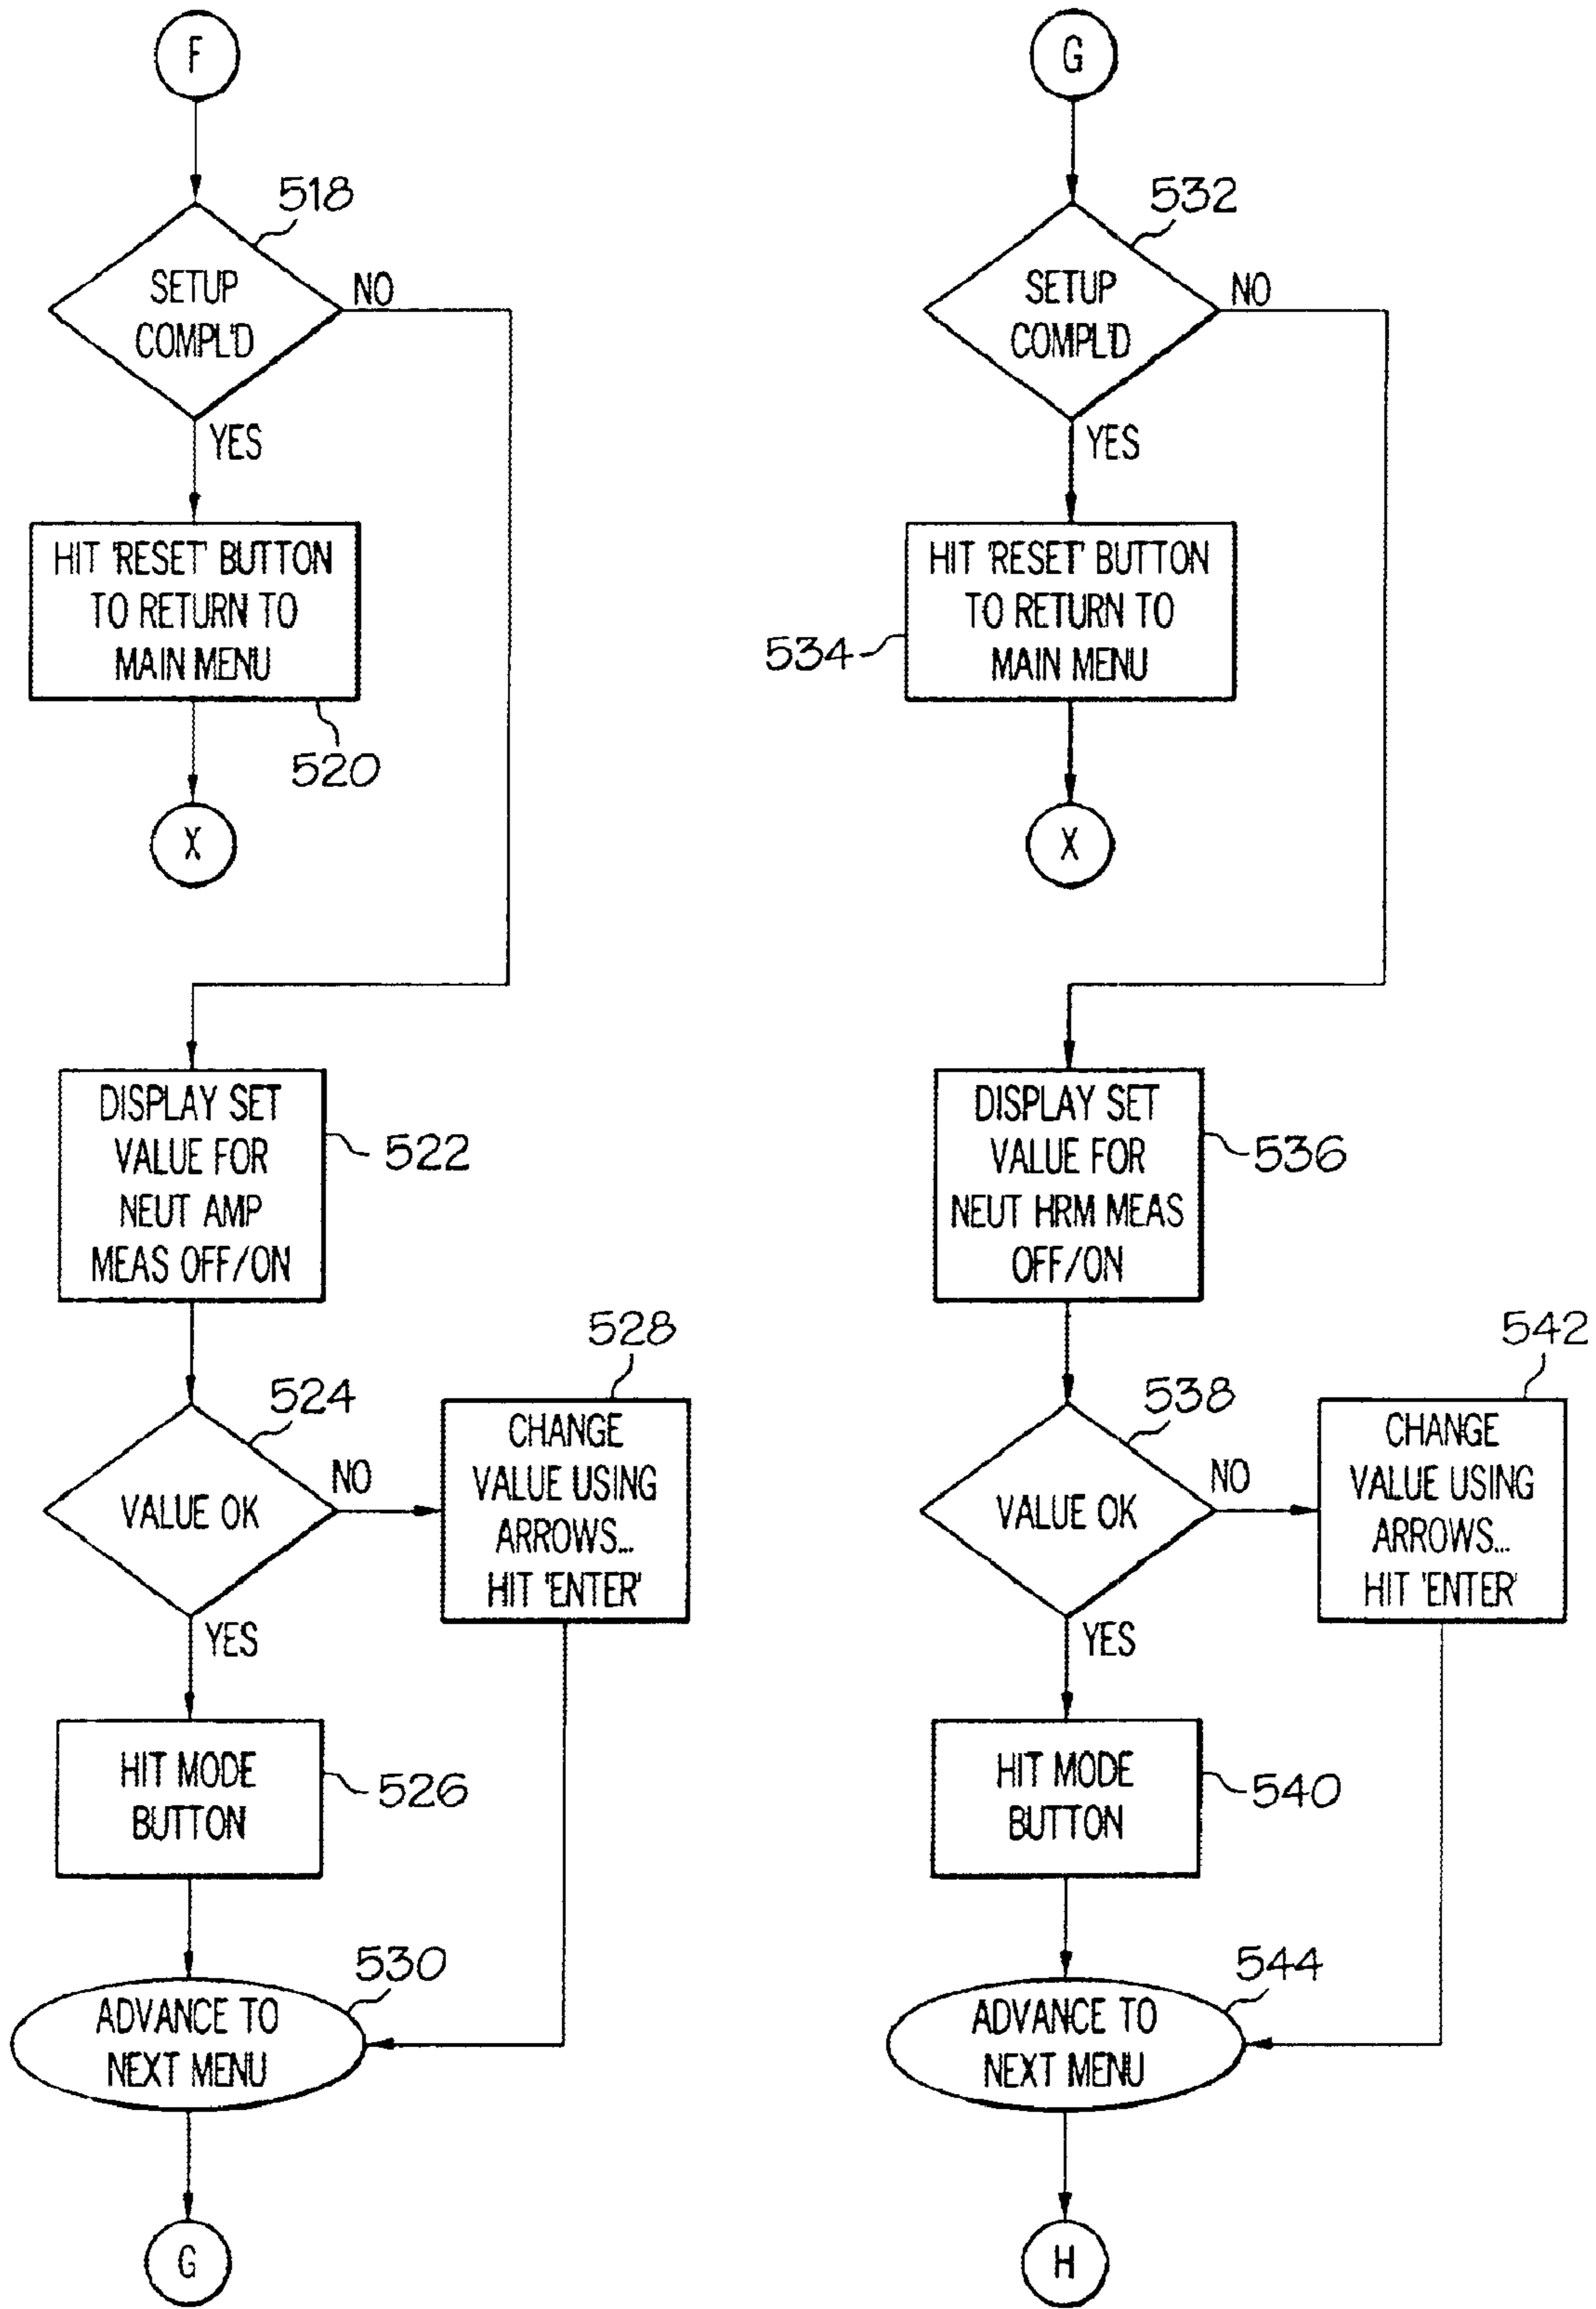 F
518
SETUP
COMPL'D
NO
YES
HIT 'RESET' BUTTON
TO RETURN TO
MAIN MENU
520
X
DISPLAY SET
VALUE FOR
NEUT AMP
MEAS OFF/ON
522
524
VALUE OK
NO
YES
528
CHANGE
VALUE USING
ARROWS...
HIT 'ENTER'
HIT MODE
BUTTON
526
530
ADVANCE TO
NEXT MENU
G
G
532
SETUP
COMPL'D
NO
YES
HIT 'RESET' BUTTON
TO RETURN TO
MAIN MENU
534
X
DISPLAY SET
VALUE FOR
NEUT HRM MEAS
OFF/ON
536
538
VALUE OK
NO
YES
542
CHANGE
VALUE USING
ARROWS...
HIT 'ENTER'
HIT MODE
BUTTON
540
544
ADVANCE TO
NEXT MENU
H